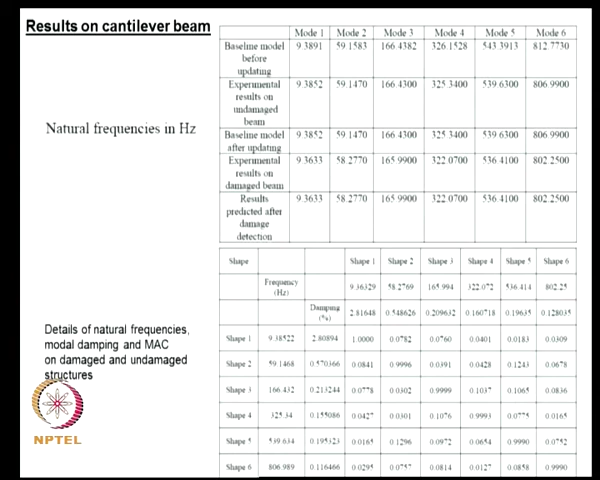 Results on cantilever beam
Natural frequencies in Hz
Mode 1 Mode 2 Mode 3 Mode 4 Mode 5 Mode 6
Baseline model before updating 9.3891 59.1583 166.4382 326.1528 543.3913 812.7730
Experimental results on undamaged beam 9.3852 59.1470 166.4300 325.3400 539.6300 806.9900
Baseline model after updating 9.3852 59.1470 166.4300 325.3400 539.6300 806.9900
Experimental results on damaged beam 9.3633 58.2770 165.9900 322.0700 536.4100 802.2500
Results predicted after damage detection 9.3633 58.2770 165.9900 322.0700 536.4100 802.2500
Shape Shape 1 Shape 2 Shape 3 Shape 4 Shape 5 Shape 6
Frequency (Hz) 9.36329 58.2769 165.994 322.072 536.414 802.25
Damping (%) 2.81648 0.548626 0.209632 0.160718 0.19635 0.128035
Shape 1 9.38522 2.80894 1.0000 0.0782 0.0760 0.0401 0.0183 0.0309
Shape 2 59.1468 0.570366 0.0841 0.9996 0.0391 0.0428 0.1243 0.0678
Shape 3 166.432 0.213244 0.0778 0.0302 0.9999 0.1037 0.1065 0.0836
Shape 4 325.34 0.155086 0.0427 0.0301 0.1076 0.9993 0.0775 0.0165
Shape 5 539.634 0.195323 0.0165 0.1296 0.0972 0.0654 0.9990 0.0752
Shape 6 806.989 0.116466 0.0295 0.0757 0.0814 0.0127 0.0858 0.9990
Details of natural frequencies,
modal damping and MAC
on damaged and undamaged
structures
NPTEL